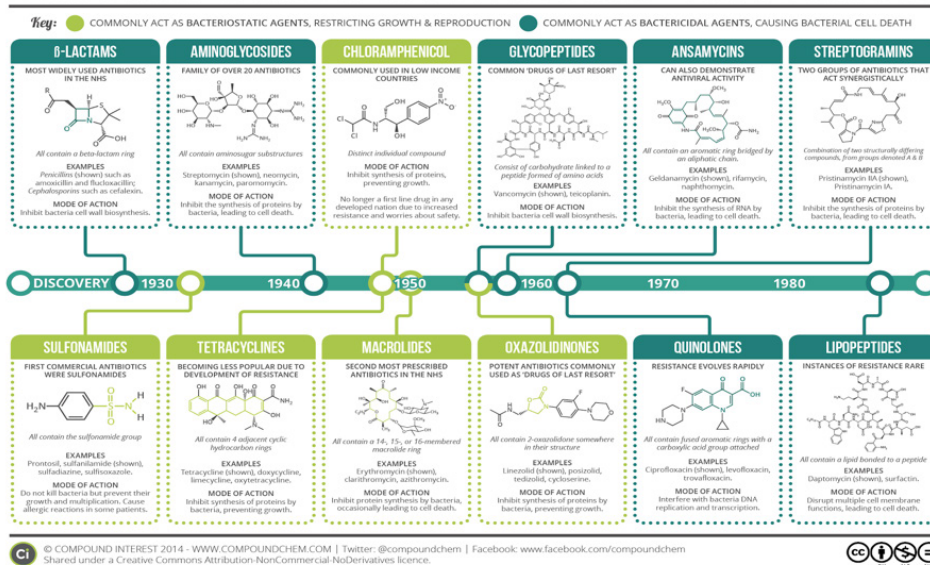 Key: COMMONLY ACT AS BACTERIOSTATIC AGENTS, RESTRICTING GROWTH & REPRODUCTION COMMONLY ACT AS BACTERICIDAL AGENTS, CAUSING BACTERIAL CELL DEATH
ß-LACTAMS
MOST WIDELY USED ANTIBIOTICS
IN THE NHS
All contain a beta-lactam ring
EXAMPLES
Penicillins (shown) such as
amoxicillin and flucloxacillin;
Cephalosporins such as cefalexin.
MODE OF ACTION
Inhibit bacteria cell wall biosynthesis.
AMINOGLYCOSIDES
FAMILY OF OVER 20 ANTIBIOTICS
All contain aminosugar substructures
EXAMPLES
Streptomycin (shown), neomycin,
kanamycin, paromomycin.
MODE OF ACTION
Inhibit the synthesis of proteins by
bacteria, leading to cell death.
CHLORAMPHENICOL
COMMONLY USED IN LOW INCOME
COUNTRIES
Distinct individual compound
MODE OF ACTION
Inhibit synthesis of proteins,
preventing growth.
No longer a first line drug in any
developed nation due to increased
resistance and worries about safety.
GLYCOPEPTIDES
COMMON 'DRUGS OF LAST RESORT'
Consist of carbohydrate linked to a
peptide formed of amino acids
EXAMPLES
Vancomycin (shown), teicoplanin.
MODE OF ACTION
Inhibit bacteria cell wall biosynthesis.
ANSAMYCINS
CAN ALSO DEMONSTRATE
ANTIVIRAL ACTIVITY
All contain an aromatic ring bridged by
an aliphatic chain.
EXAMPLES
Geldanamycin (shown), rifamycin,
naphthomycin.
MODE OF ACTION
Inhibit the synthesis of RNA by
bacteria, leading to cell death.
STREPTOGRAMINS
TWO GROUPS OF ANTIBIOTICS THAT
ACT SYNERGISTICALLY
Combination of two structurally differing
compounds, from groups denoted A & B
EXAMPLES
Pristinamycin IIA (shown),
Pristinamycin IA.
MODE OF ACTION
Inhibit the synthesis of proteins by
bacteria, leading to cell death.
DISCOVERY 1930 1940 1950 1960 1970 1980
SULFONAMIDES
FIRST COMMERCIAL ANTIBIOTICS
WERE SULFONAMIDES
All contain the sulfonamide group
EXAMPLES
Prontosil, sulfanilamide (shown),
sulfadiazine, sulfisoxazole.
MODE OF ACTION
Do not kill bacteria but prevent their
growth and multiplication. Cause
allergic reactions in some patients.
TETRACYCLINES
BECOMING LESS POPULAR DUE TO
DEVELOPMENT OF RESISTANCE
All contain 4 adjacent cyclic
hydrocarbon rings
EXAMPLES
Tetracycline (shown), doxycycline,
limecycline, oxytetracycline.
MODE OF ACTION
Inhibit synthesis of proteins by
bacteria, preventing growth.
MACROLIDES
SECOND MOST PRESCRIBED
ANTIBIOTICS IN THE NHS
All contain a 14-, 15-, or 16-membered
macrolide ring
EXAMPLES
Erythromycin (shown),
clarithromycin, azithromycin.
MODE OF ACTION
Inhibit protein synthesis by bacteria,
occasionally leading to cell death.
OXAZOLIDINONES
POTENT ANTIBIOTICS COMMONLY
USED AS 'DRUGS OF LAST RESORT'
All contain 2-oxazolidone somewhere
in their structure
EXAMPLES
Linezolid (shown), posizolid,
tedizolid, cycloserine.
MODE OF ACTION
Inhibit synthesis of proteins by
bacteria, preventing growth.
QUINOLONES
RESISTANCE EVOLVES RAPIDLY
All contain fused aromatic rings with a
carboxylic acid group attached
EXAMPLES
Ciprofloxacin (shown), levofloxacin,
trovafloxacin.
MODE OF ACTION
Interfere with bacteria DNA
replication and transcription.
LIPOPEPTIDES
INSTANCES OF RESISTANCE RARE
All contain a lipid bonded to a peptide
EXAMPLES
Daptomycin (shown), surfactin.
MODE OF ACTION
Disrupt multiple cell membrane
functions, leading to cell death.
Ci © COMPOUND INTEREST 2014 - WWW.COMPOUNDCHEM.COM | Twitter: @compoundchem | Facebook: www.facebook.com/compoundchem
Shared under a Creative Commons Attribution-NonCommercial-NoDerivatives licence.